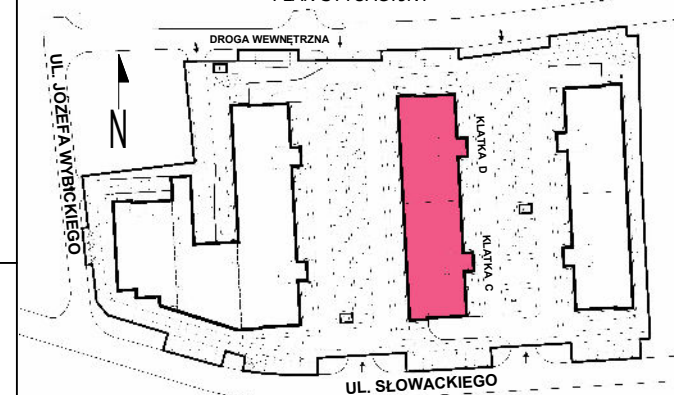 DROGA WEWNĘTRZNA
UL. JÓZEFA WYBICKIEGO
N
KLATKA D
KLATKA C
UL. SŁOWACKIEGO